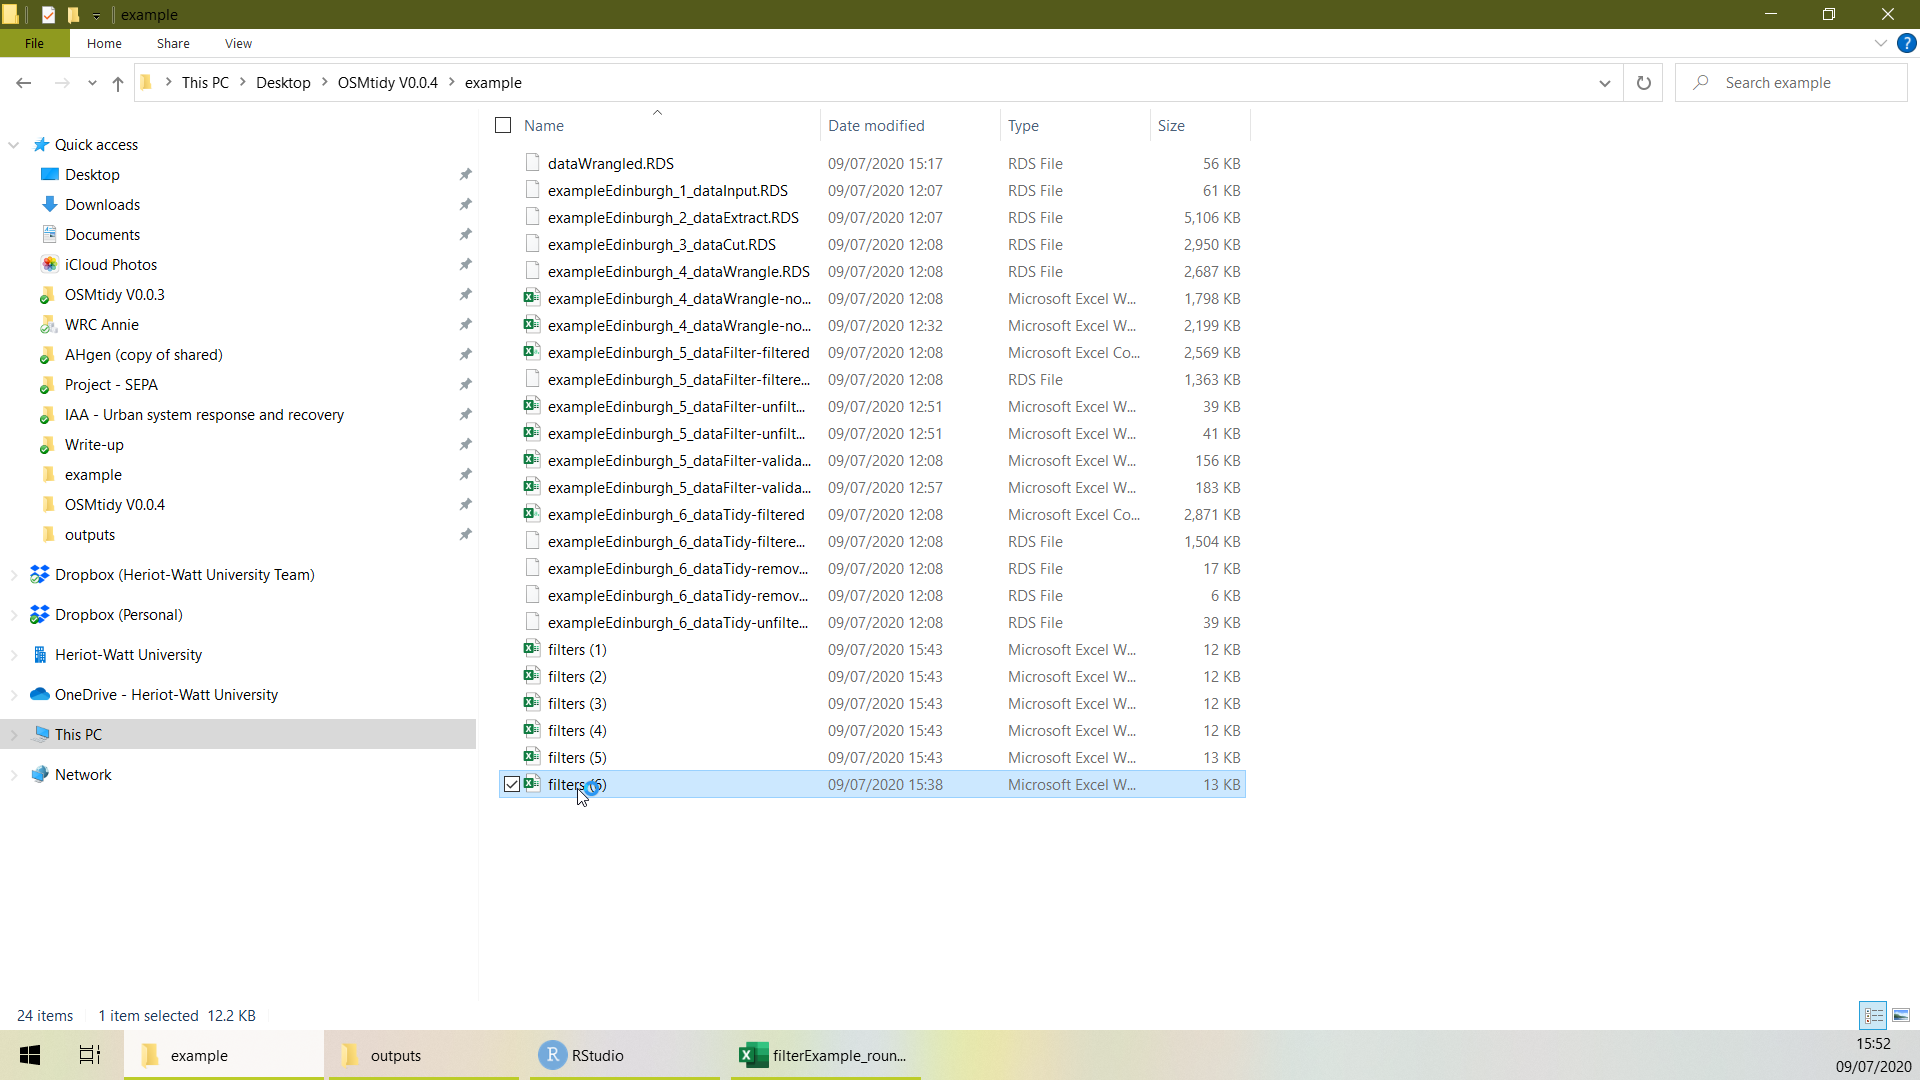 example
File Home Share View
This PC Desktop OSMtidy V0.0.4 example
Search example
Name Date modified Type Size
Quick access
Desktop
Downloads
Documents
iCloud Photos
OSMtidy V0.0.3
WRC Annie
AHgen (copy of shared)
Project - SEPA
IAA - Urban system response and recovery
Write-up
example
OSMtidy V0.0.4
outputs
Dropbox (Heriot-Watt University Team)
Dropbox (Personal)
Heriot-Watt University
OneDrive - Heriot-Watt University
This PC
Network
dataWrangled.RDS 09/07/2020 15:17 RDS File 56 KB
exampleEdinburgh_1_dataInput.RDS 09/07/2020 12:07 RDS File 61 KB
exampleEdinburgh_2_dataExtract.RDS 09/07/2020 12:07 RDS File 5,106 KB
exampleEdinburgh_3_dataCut.RDS 09/07/2020 12:08 RDS File 2,950 KB
exampleEdinburgh_4_dataWrangle.RDS 09/07/2020 12:08 RDS File 2,687 KB
exampleEdinburgh_4_dataWrangle-no... 09/07/2020 12:08 Microsoft Excel W... 1,798 KB
exampleEdinburgh_4_dataWrangle-no... 09/07/2020 12:32 Microsoft Excel W... 2,199 KB
exampleEdinburgh_5_dataFilter-filtered 09/07/2020 12:08 Microsoft Excel Co... 2,569 KB
exampleEdinburgh_5_dataFilter-filtere... 09/07/2020 12:08 RDS File 1,363 KB
exampleEdinburgh_5_dataFilter-unfilt... 09/07/2020 12:51 Microsoft Excel W... 39 KB
exampleEdinburgh_5_dataFilter-unfilt... 09/07/2020 12:51 Microsoft Excel W... 41 KB
exampleEdinburgh_5_dataFilter-valida... 09/07/2020 12:08 Microsoft Excel W... 156 KB
exampleEdinburgh_5_dataFilter-valida... 09/07/2020 12:57 Microsoft Excel W... 183 KB
exampleEdinburgh_6_dataTidy-filtered 09/07/2020 12:08 Microsoft Excel Co... 2,871 KB
exampleEdinburgh_6_dataTidy-filtere... 09/07/2020 12:08 RDS File 1,504 KB
exampleEdinburgh_6_dataTidy-remov... 09/07/2020 12:08 RDS File 17 KB
exampleEdinburgh_6_dataTidy-remov... 09/07/2020 12:08 RDS File 6 KB
exampleEdinburgh_6_dataTidy-unfilte... 09/07/2020 12:08 RDS File 39 KB
filters (1) 09/07/2020 15:43 Microsoft Excel W... 12 KB
filters (2) 09/07/2020 15:43 Microsoft Excel W... 12 KB
filters (3) 09/07/2020 15:43 Microsoft Excel W... 12 KB
filters (4) 09/07/2020 15:43 Microsoft Excel W... 12 KB
filters (5) 09/07/2020 15:43 Microsoft Excel W... 13 KB
filters (6) 09/07/2020 15:38 Microsoft Excel W... 13 KB
24 items 1 item selected 12.2 KB
example outputs RStudio filterExample_roun...
15:52
09/07/2020